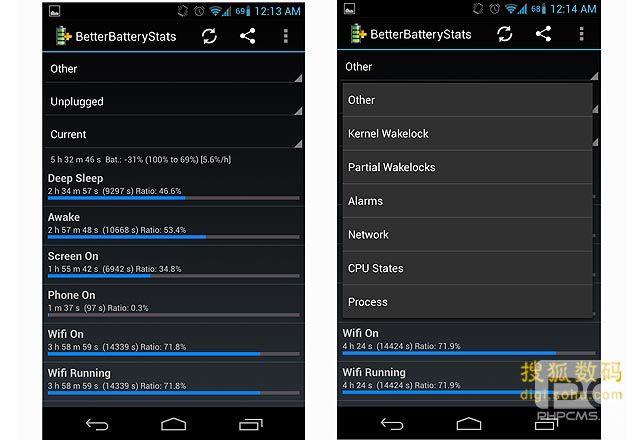 69 12:13 AM
BetterBatteryStats
Other
Unplugged
Current
5 h 32 m 46 s Bat.: -31% (100% to 69%) [5.6%/h]
Deep Sleep
2 h 34 m 57 s (9297 s) Ratio: 46.6%
Awake
2 h 57 m 48 s (10668 s) Ratio: 53.4%
Screen On
1 h 55 m 42 s (6942 s) Ratio: 34.8%
Phone On
1 m 37 s (97 s) Ratio: 0.3%
Wifi On
3 h 58 m 59 s (14339 s) Ratio: 71.8%
Wifi Running
3 h 58 m 59 s (14339 s) Ratio: 71.8%
68 12:14 AM
BetterBatteryStats
Other
Other
Kernel Wakelock
Partial Wakelocks
Alarms
Network
CPU States
Process
Wifi On
4 h 24 s (14424 s) Ratio: 71.9%
Wifi Running
4 h 24 s (14424 s) Ratio: 71.9%
搜狐数码
digi.sohu.com
PHPCMS.CN